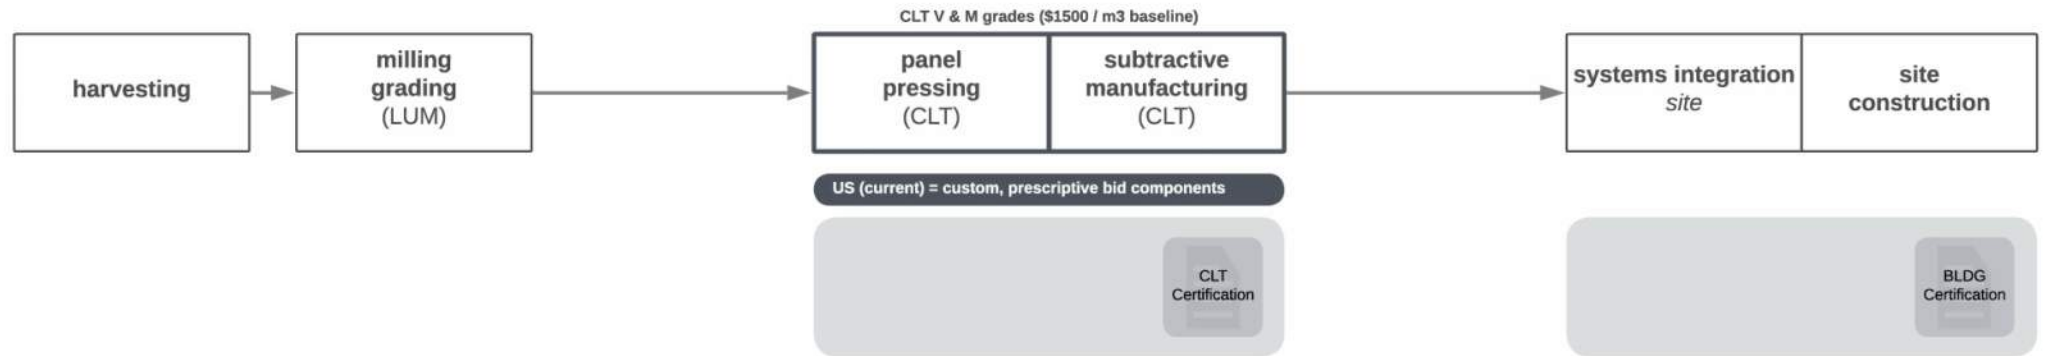 CLT V & M grades ($1500 / m3 baseline)
harvesting
milling
grading
(LUM)
panel
pressing
(CLT)
subtractive
manufacturing
(CLT)
systems integration
site
site
construction
US (current) = custom, prescriptive bid components
CLT
Certification
BLDG
Certification